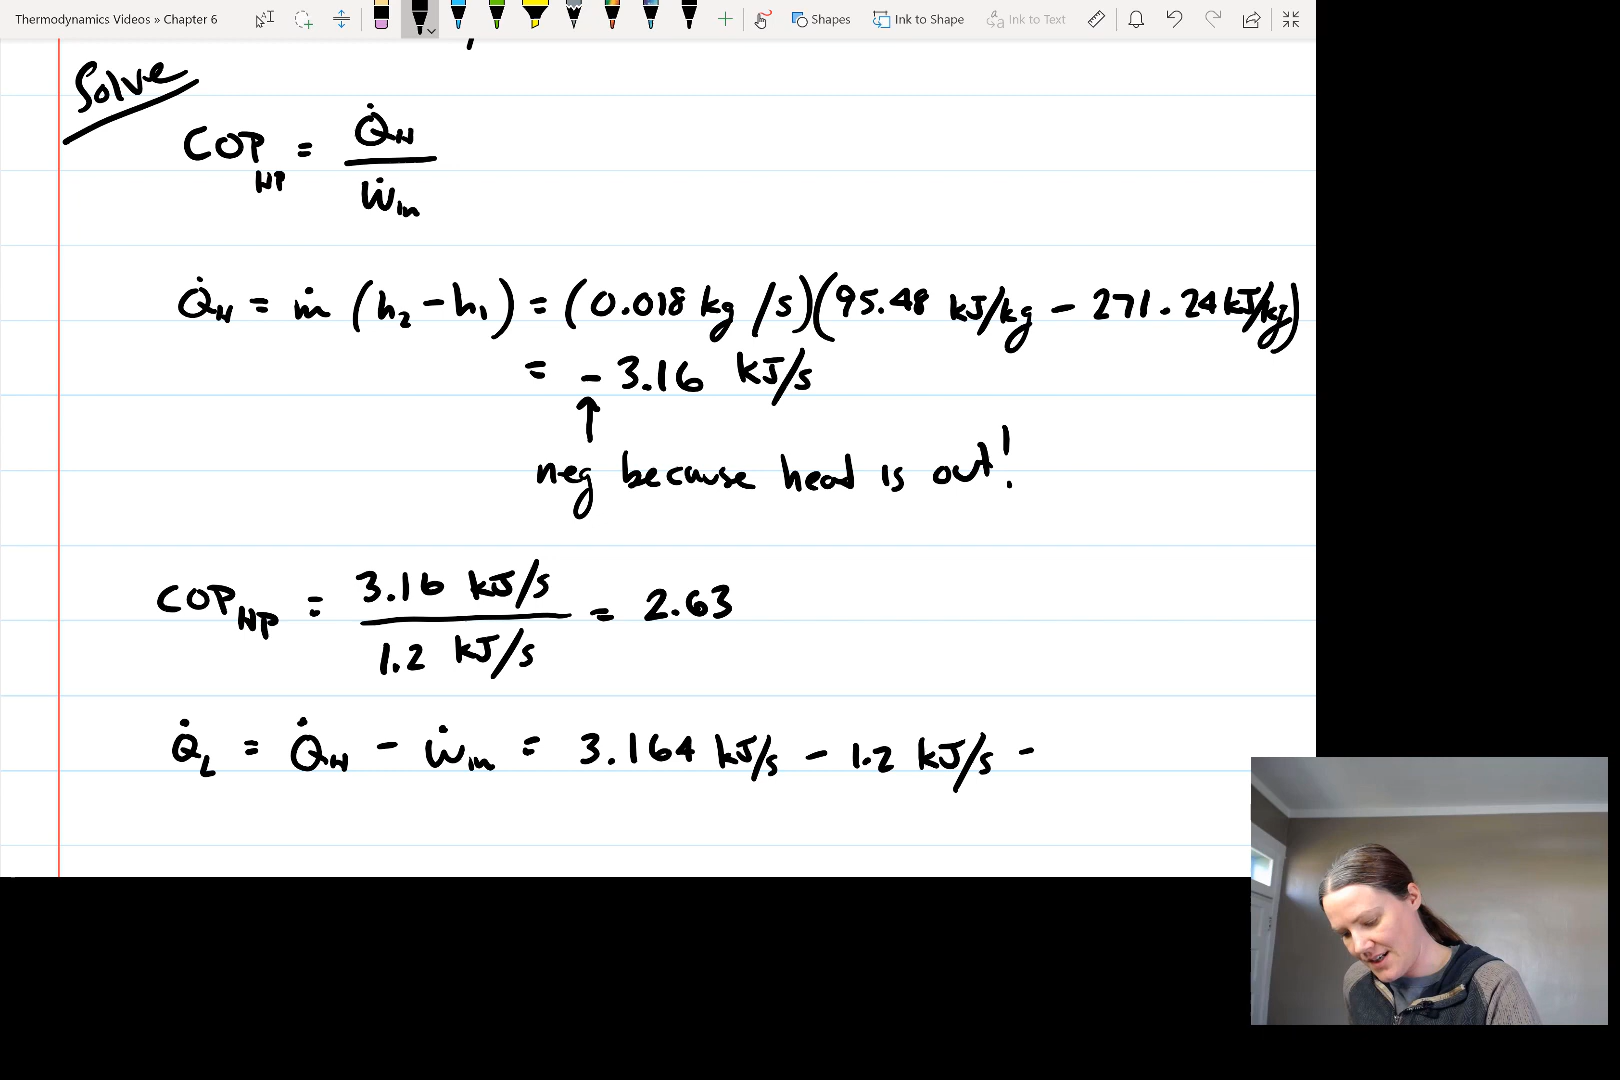 Thermodynamics Videos » Chapter 6
Shapes
Ink to Shape
Ink to Text
Solve
COP_HP = Q̇_H / Ẇ_in
Q̇_H = ṁ (h₂ - h₁) = (0.018 kg/s)(95.48 kJ/kg - 271.24 kJ/kg)
= - 3.16 kJ/s
↑
neg because head is out!
COP_HP = 3.16 kJ/s / 1.2 kJ/s = 2.63
Q̇_L = Q̇_H - Ẇ_in = 3.164 kJ/s - 1.2 kJ/s -